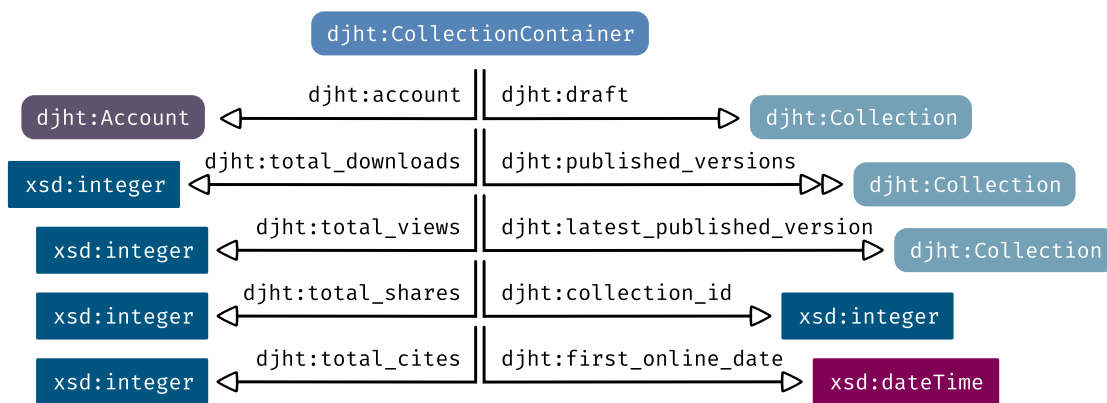 djht:CollectionContainer
djht:account djht:draft
djht:Account djht:Collection
djht:total_downloads djht:published_versions
xsd:integer djht:Collection
djht:total_views djht:latest_published_version
xsd:integer djht:Collection
djht:total_shares djht:collection_id
xsd:integer xsd:integer
djht:total_cites djht:first_online_date
xsd:integer xsd:dateTime